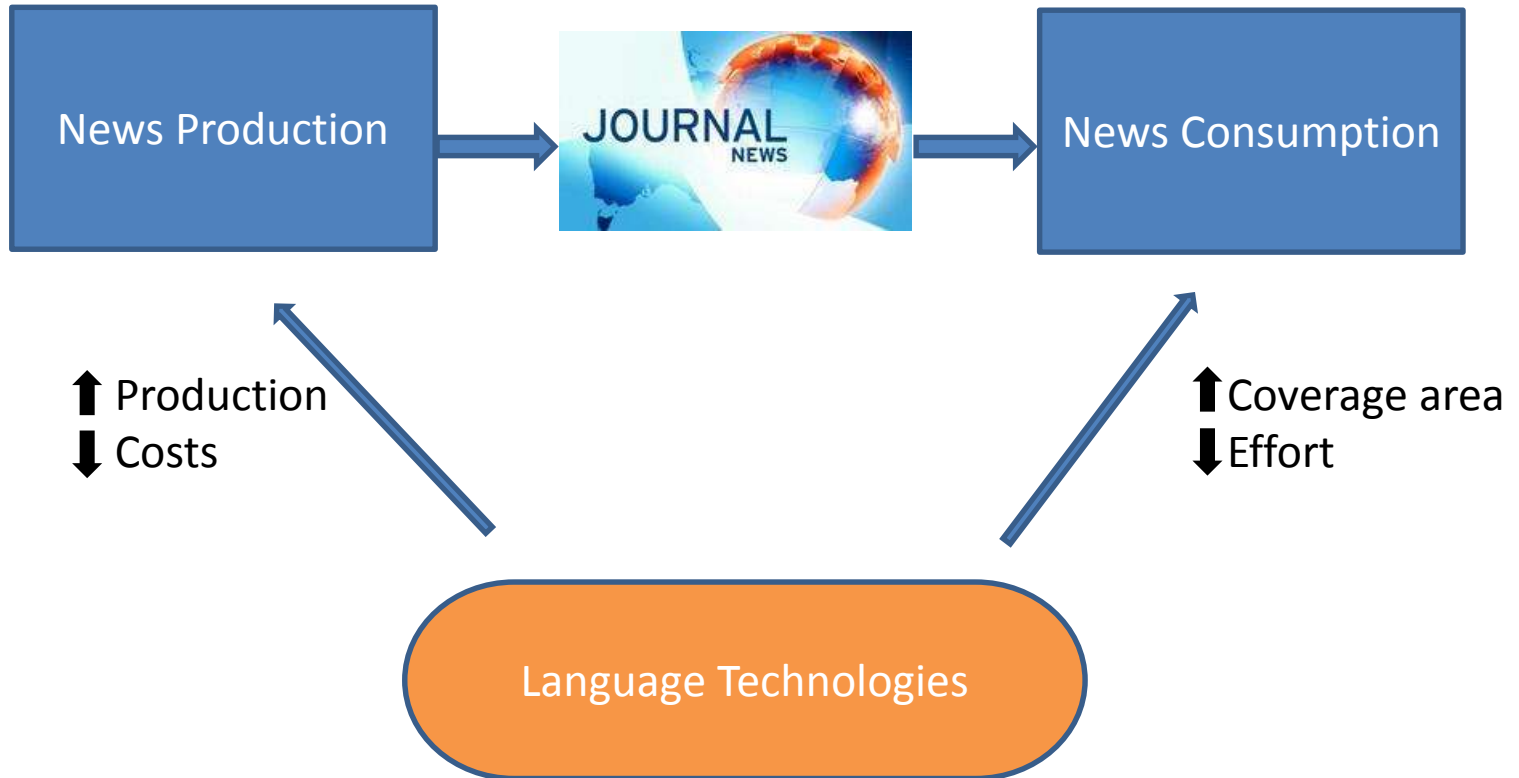 News Production
JOURNAL
NEWS
News Consumption
Production
Costs
Coverage area
Effort
Language Technologies